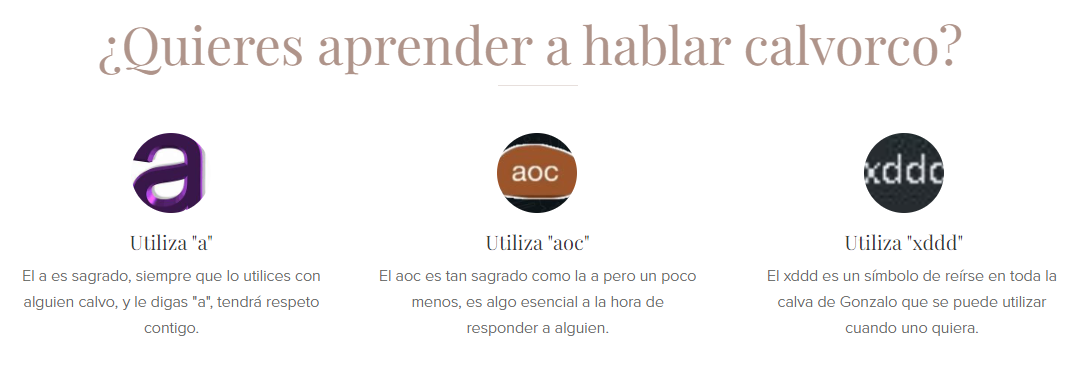 ¿Quieres aprender a hablar calvorco?
a
aoc
xddd
Utiliza "a"
Utiliza "aoc"
Utiliza "xddd"
El a es sagrado, siempre que lo utilices con
alguien calvo, y le digas "a", tendrá respeto
contigo.
El aoc es tan sagrado como la a pero un poco
menos, es algo esencial a la hora de
responder a alguien.
El xddd es un símbolo de reírse en toda la
calva de Gonzalo que se puede utilizar
cuando uno quiera.